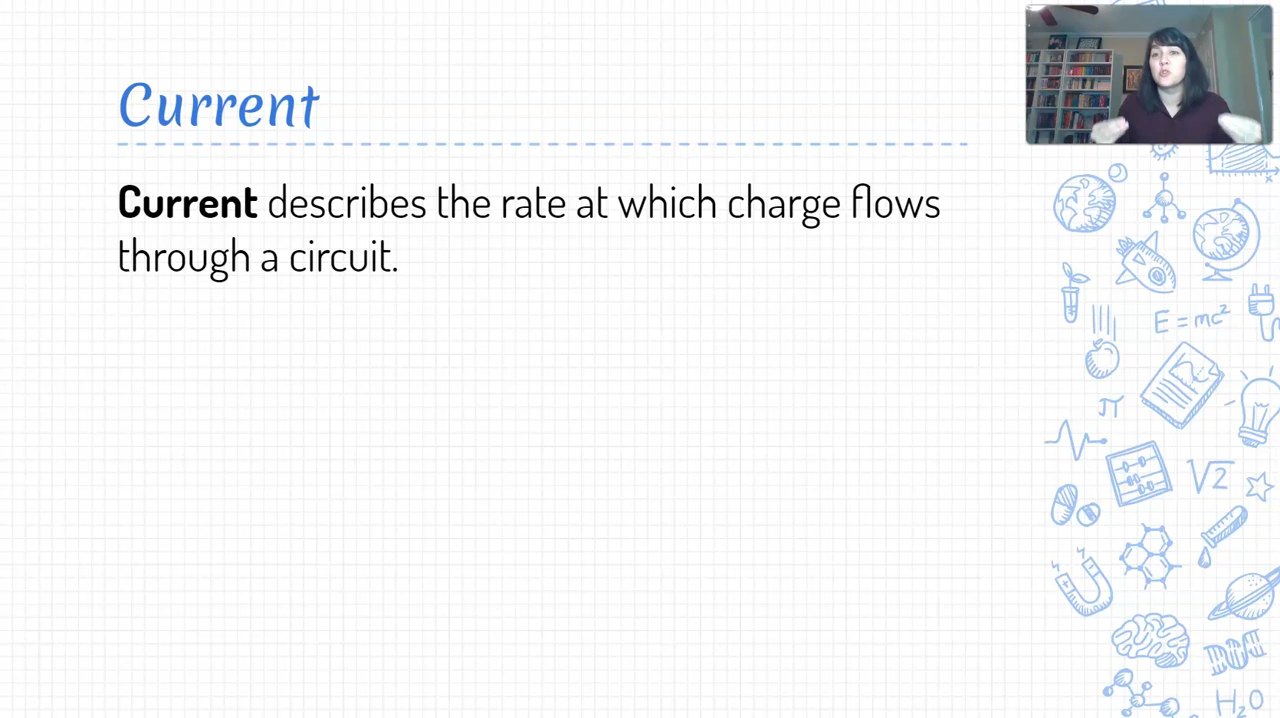 Current
Current describes the rate at which charge flows
through a circuit.
E = mc²
π
√2
H₂O